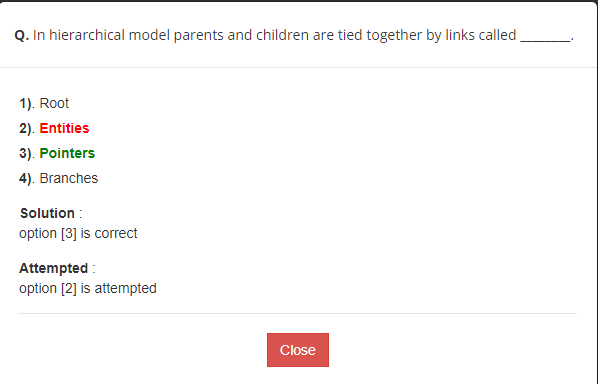 Q. In hierarchical model parents and children are tied together by links called ________.
1). Root
2). Entities
3). Pointers
4). Branches
Solution :
option [3] is correct
Attempted :
option [2] is attempted
Close